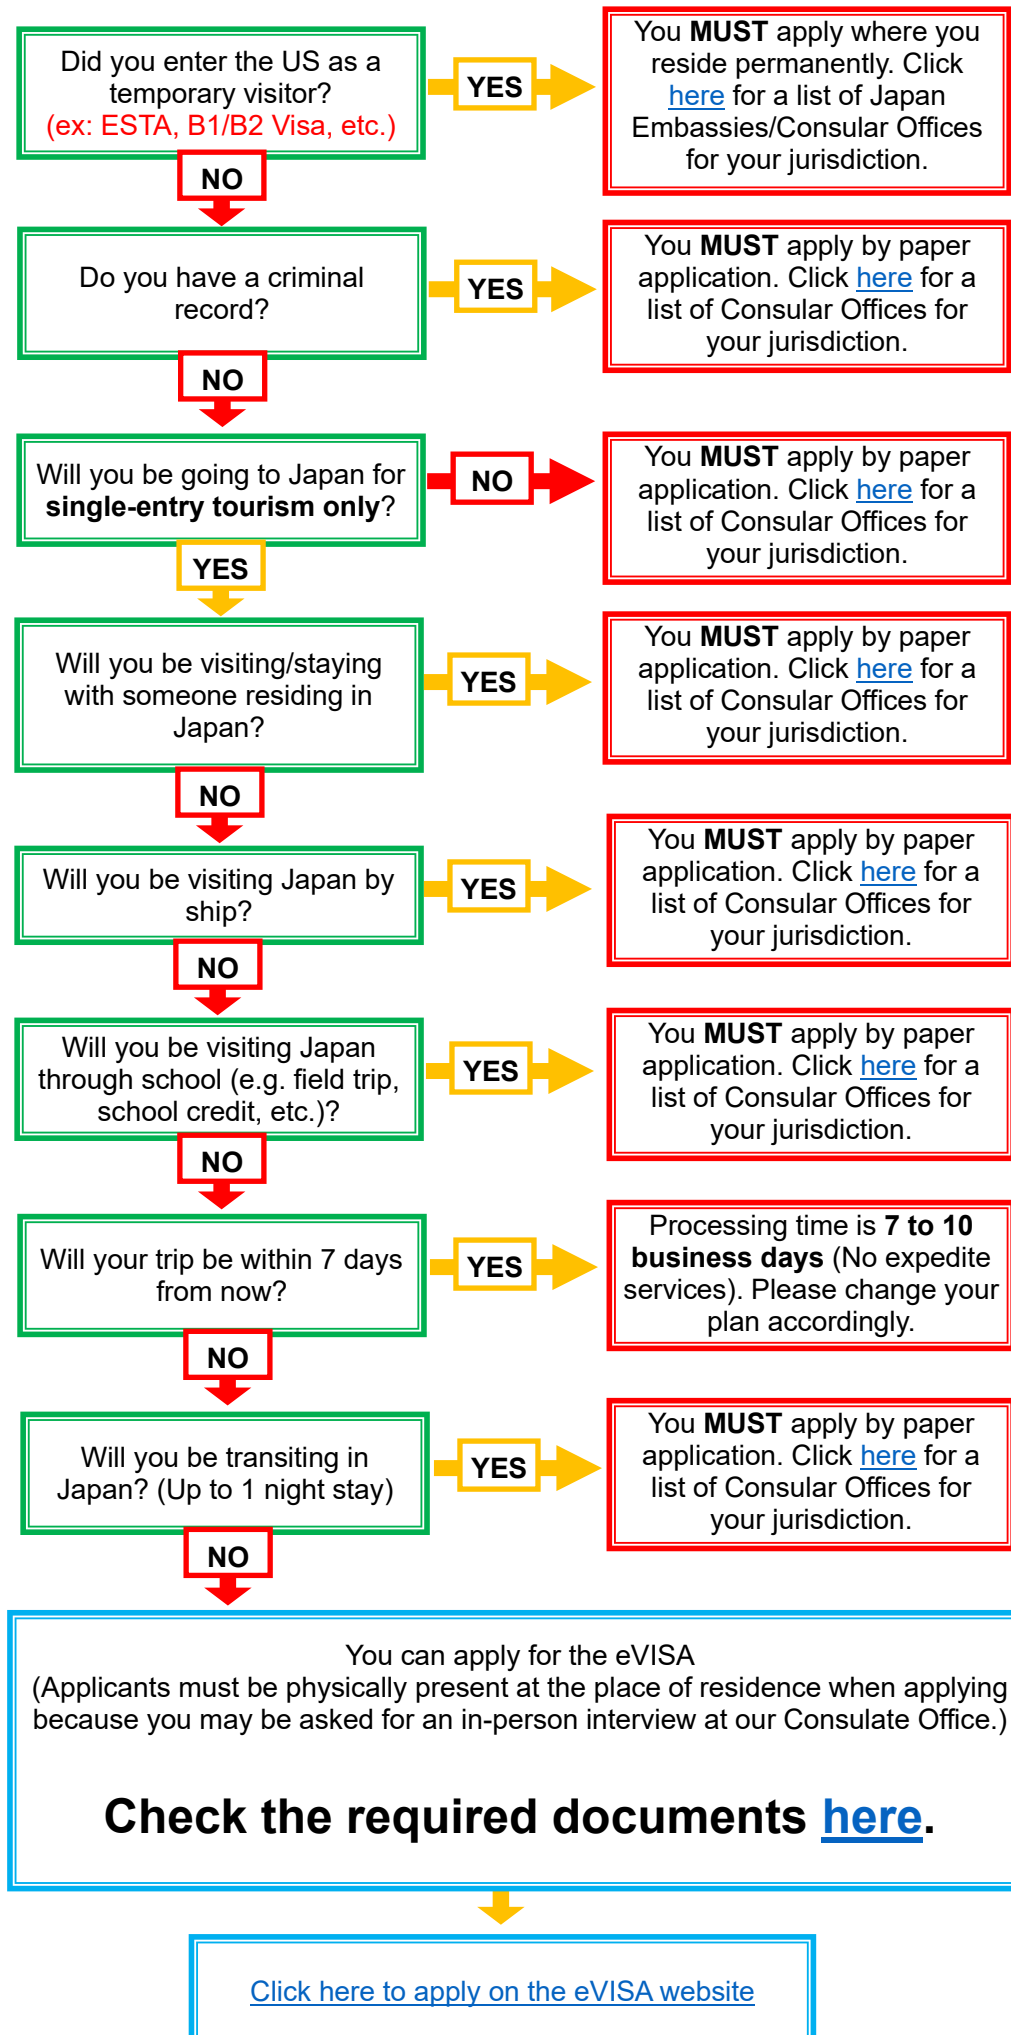 Did you enter the US as a
temporary visitor?
(ex: ESTA, B1/B2 Visa, etc.)
YES
You MUST apply where you
reside permanently. Click
here for a list of Japan
Embassies/Consular Offices
for your jurisdiction.
NO
Do you have a criminal
record?
YES
You MUST apply by paper
application. Click here for a
list of Consular Offices for
your jurisdiction.
NO
Will you be going to Japan for
single-entry tourism only?
NO
You MUST apply by paper
application. Click here for a
list of Consular Offices for
your jurisdiction.
YES
Will you be visiting/staying
with someone residing in
Japan?
YES
You MUST apply by paper
application. Click here for a
list of Consular Offices for
your jurisdiction.
NO
Will you be visiting Japan by
ship?
YES
You MUST apply by paper
application. Click here for a
list of Consular Offices for
your jurisdiction.
NO
Will you be visiting Japan
through school (e.g. field trip,
school credit, etc.)?
YES
You MUST apply by paper
application. Click here for a
list of Consular Offices for
your jurisdiction.
NO
Will your trip be within 7 days
from now?
YES
Processing time is 7 to 10
business days (No expedite
services). Please change your
plan accordingly.
NO
Will you be transiting in
Japan? (Up to 1 night stay)
YES
You MUST apply by paper
application. Click here for a
list of Consular Offices for
your jurisdiction.
NO
You can apply for the eVISA
(Applicants must be physically present at the place of residence when applying
because you may be asked for an in-person interview at our Consulate Office.)
Check the required documents here.
Click here to apply on the eVISA website